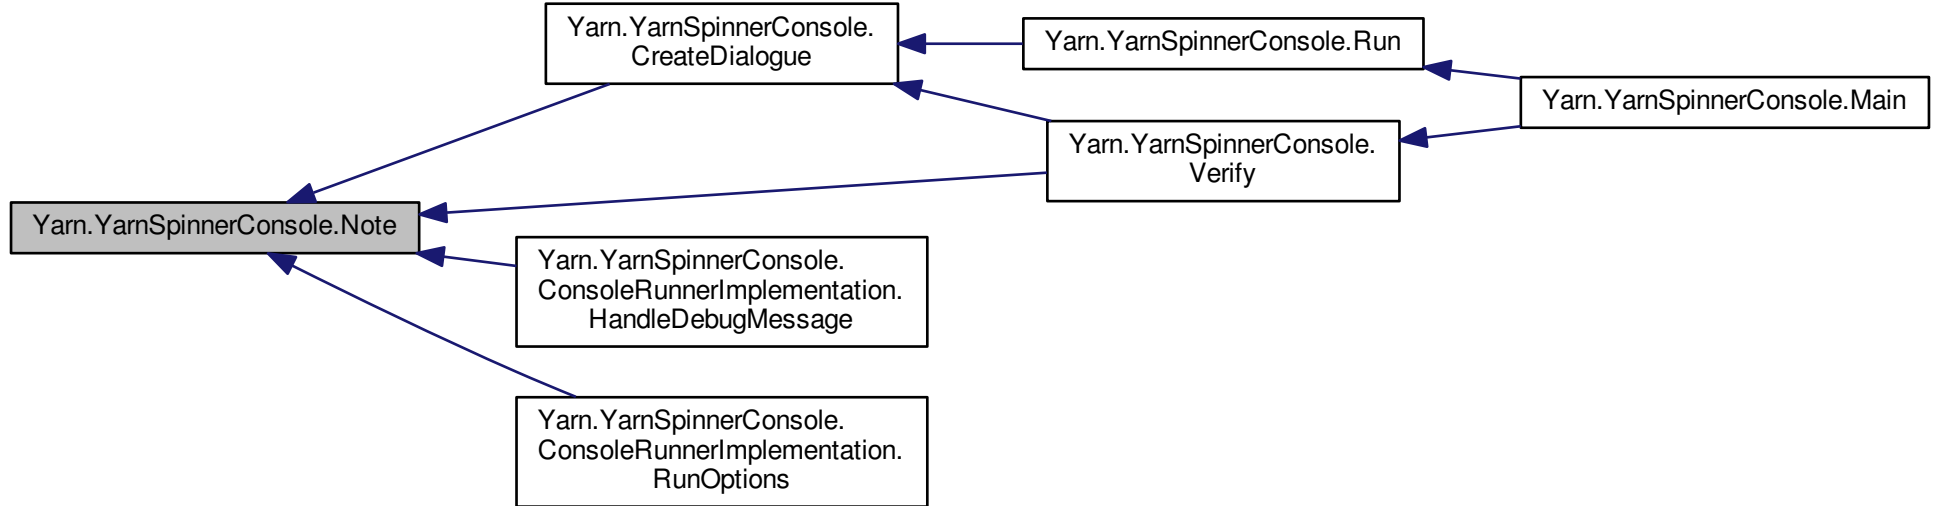 Yarn.YarnSpinnerConsole.
CreateDialogue
Yarn.YarnSpinnerConsole.Run
Yarn.YarnSpinnerConsole.Main
Yarn.YarnSpinnerConsole.
Verify
Yarn.YarnSpinnerConsole.Note
Yarn.YarnSpinnerConsole.
ConsoleRunnerImplementation.
HandleDebugMessage
Yarn.YarnSpinnerConsole.
ConsoleRunnerImplementation.
RunOptions